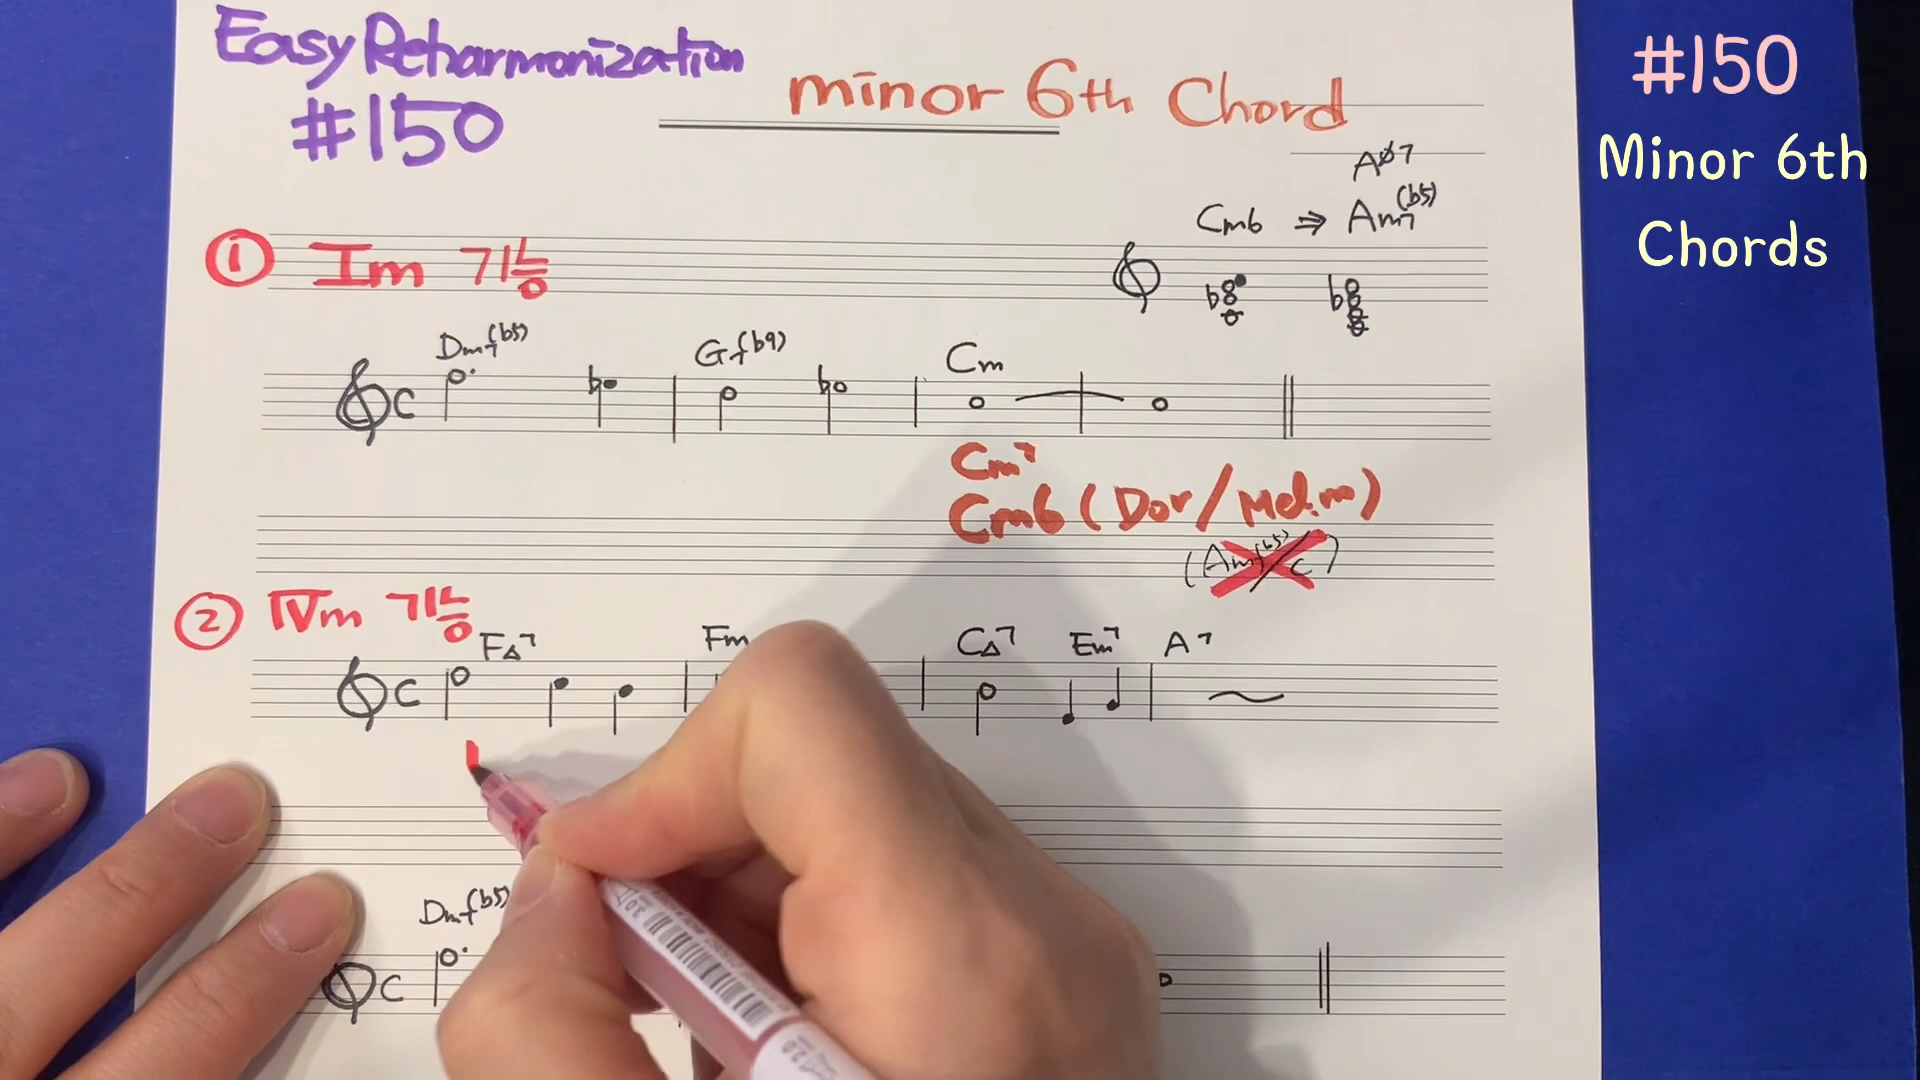 Easy Reharmonization
#150
minor 6th Chord
#150
Minor 6th
Chords
Aø7
Cm6 ⇒ Am7(b5)
① Im 기능
Dm7(b5) G7(b9) Cm
Cm7
Cm6 (Dor/Mel.m)
(Am7(b5)/C)
② IVm 기능
F△7 Fm C△7 Em7 A7
Dm7(b5)